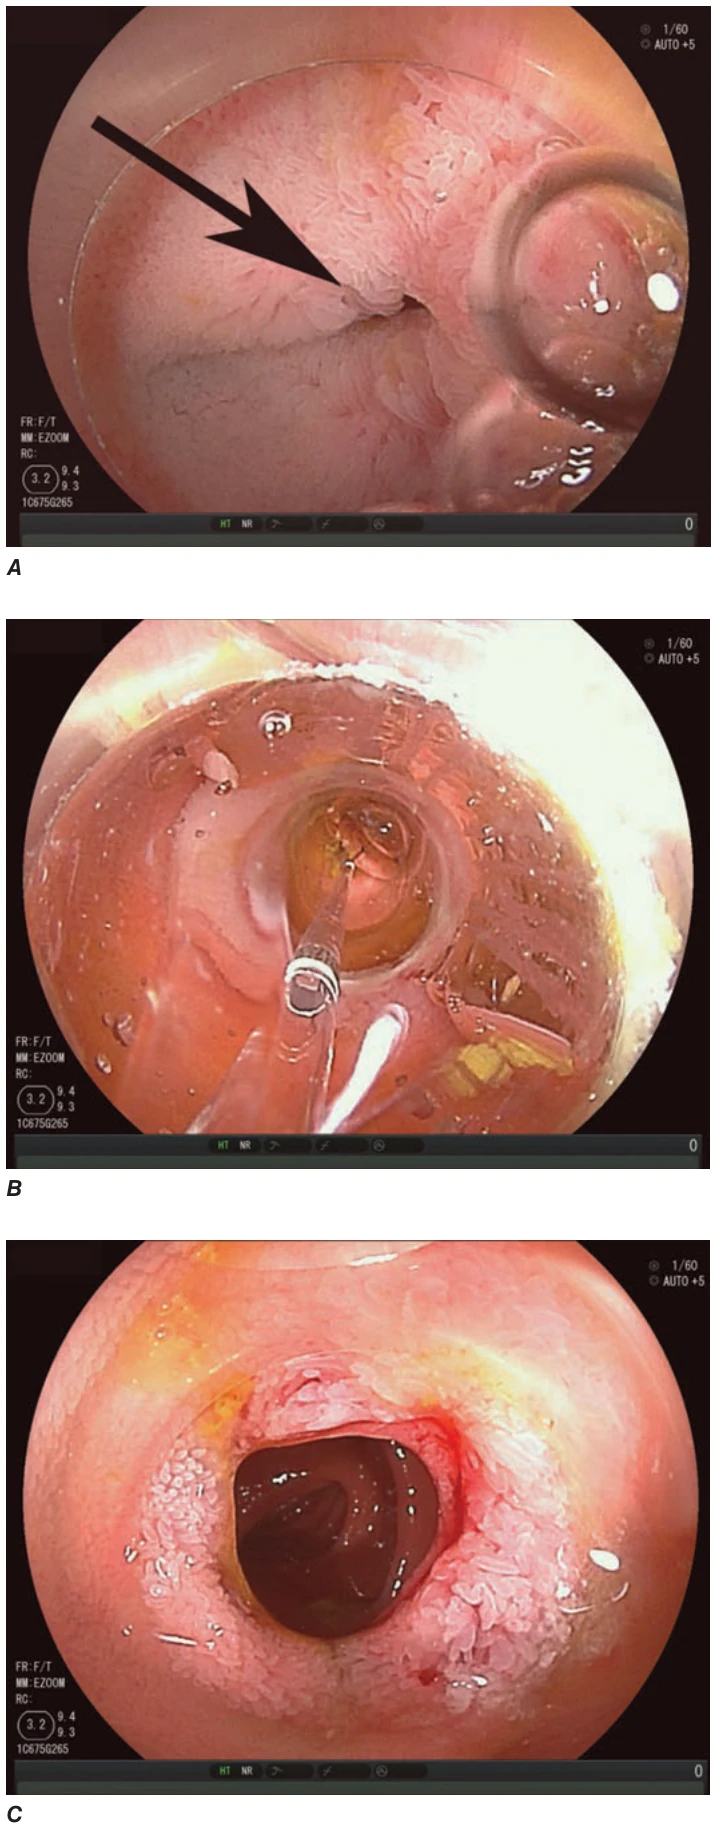 1/60
AUTO +5
FR:F/T
MM:EZOOM
RC:
3.2 9.4
9.3
1C675G265
HT NR
0
A
1/60
AUTO +5
FR:F/T
MM:EZOOM
RC:
3.2 9.4
9.3
1C675G265
HT NR
0
B
1/60
AUTO +5
FR:F/T
MM:EZOOM
RC:
3.2 9.4
9.3
1C675G265
HT NR
0
C